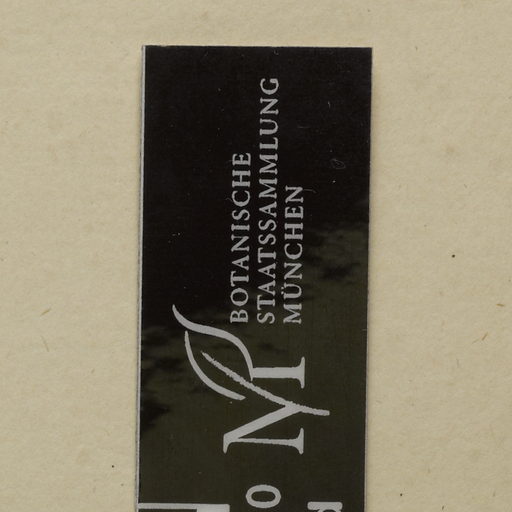 BOTANISCHE
STAATSSAMMLUNG
MÜNCHEN
M